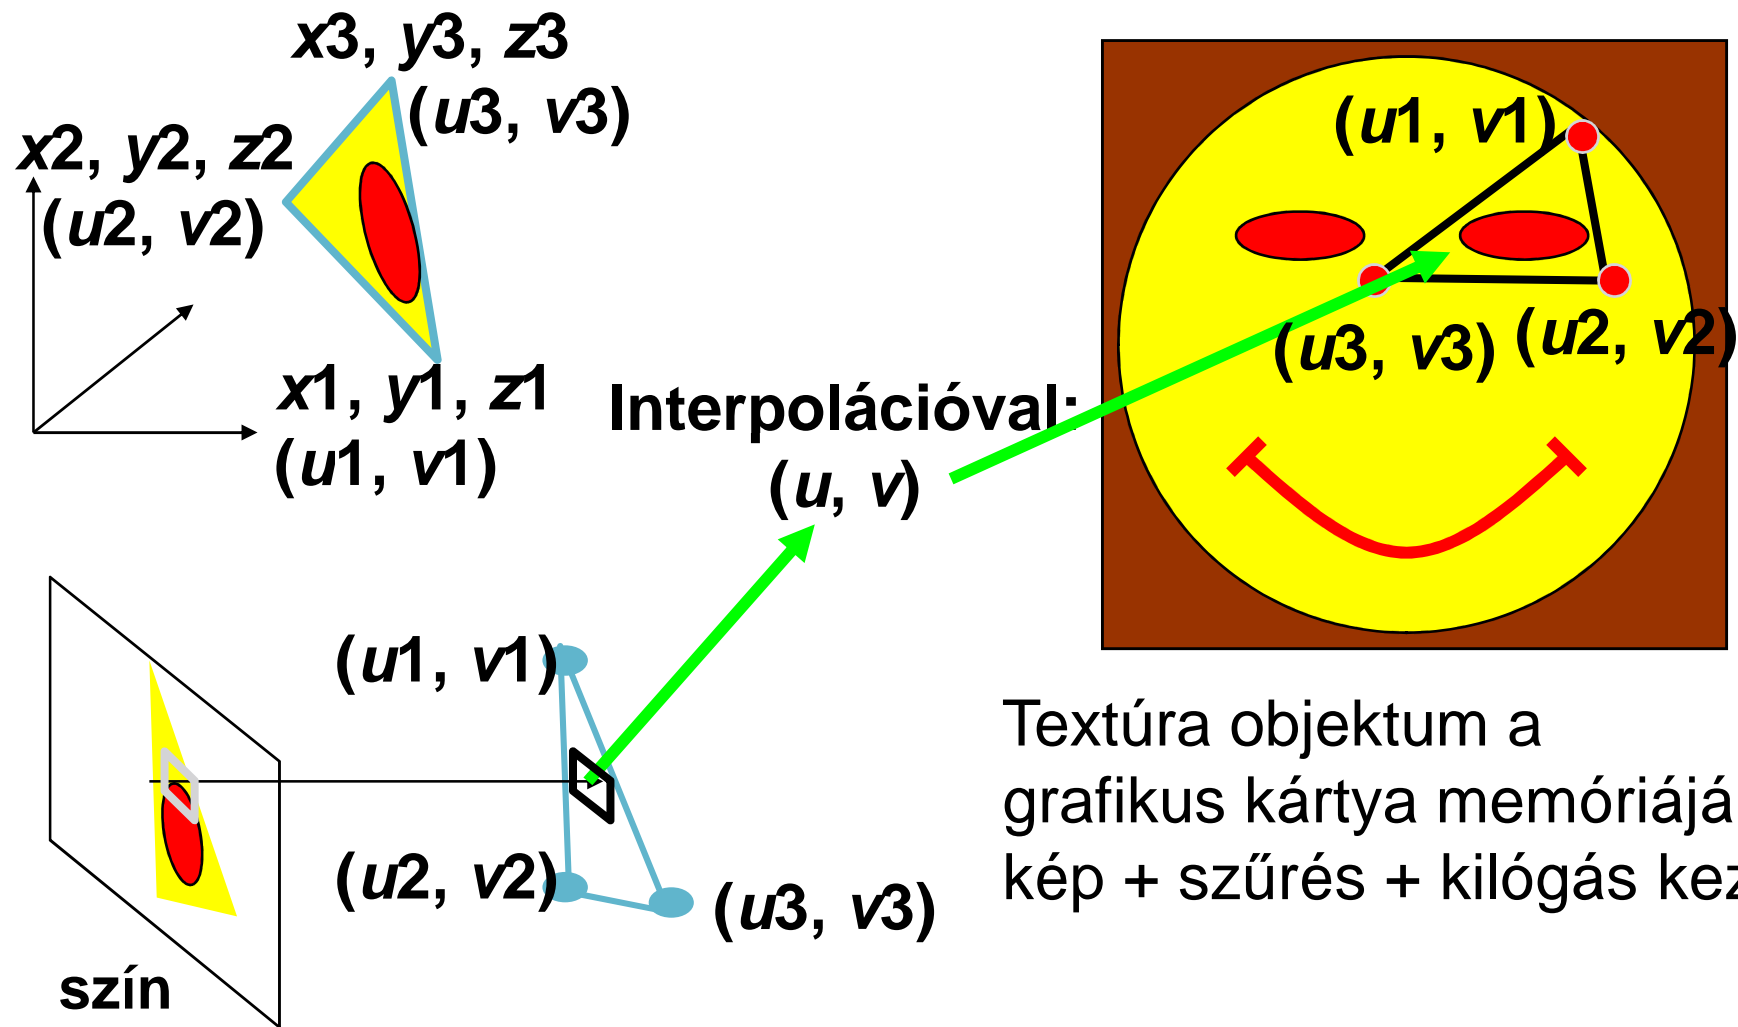 x3, y3, z3
(u3, v3)
x2, y2, z2
(u2, v2)
x1, y1, z1
(u1, v1)
(u1, v1)
(u3, v3)
(u2, v2)
Interpolációval:
(u, v)
(u1, v1)
(u2, v2)
(u3, v3)
szín
Textúra objektum a
grafikus kártya memóriájá
kép + szűrés + kilógás kez